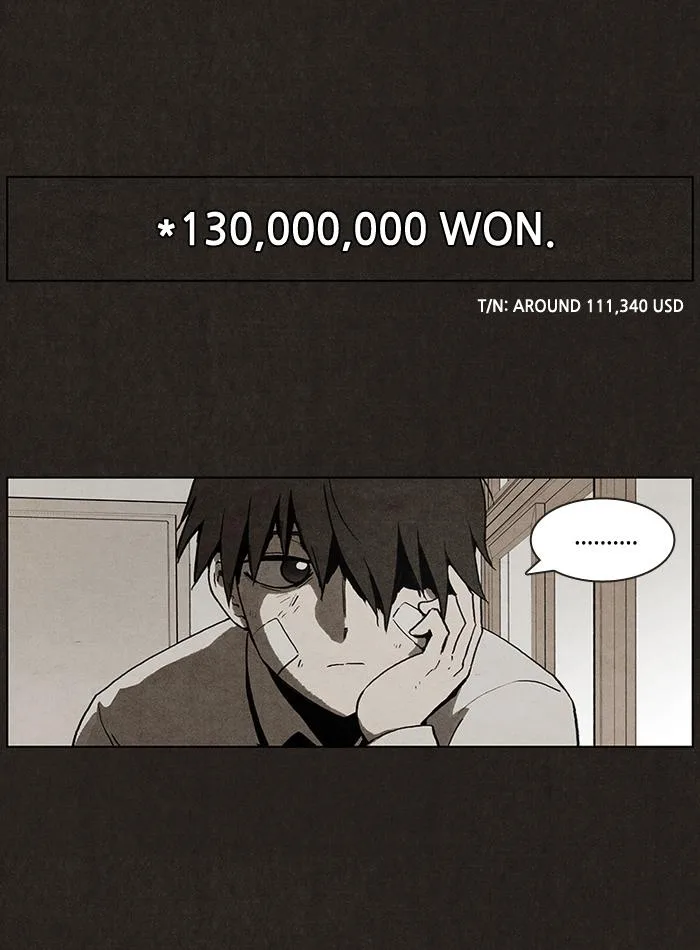 *130,000,000 WON.
T/N: AROUND 111,340 USD
..........